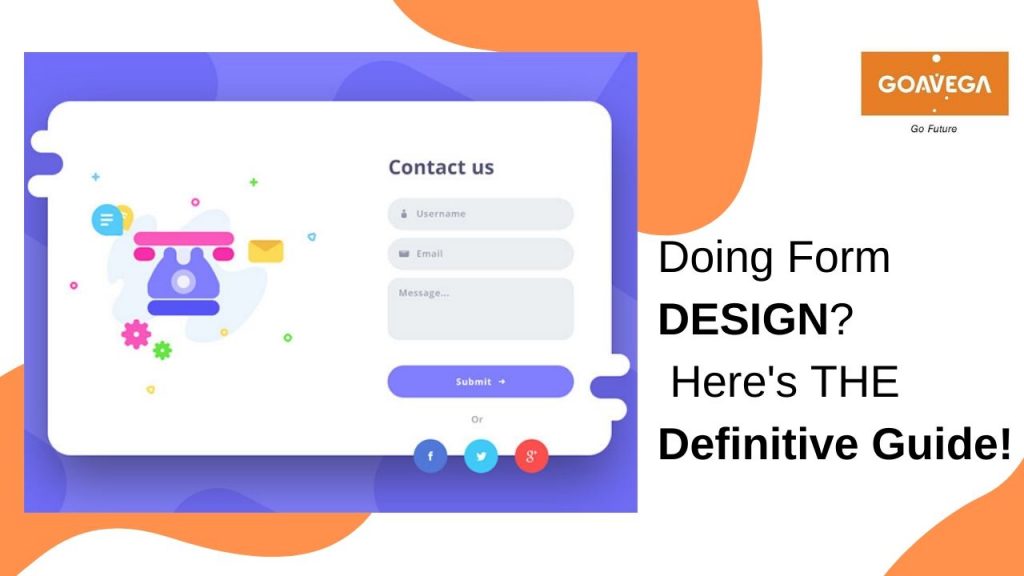 GOAVEGA
Go Future
Contact us
Username
Email
Message...
Submit
Or
f
g+
Doing Form
DESIGN?
Here's THE
Definitive Guide!